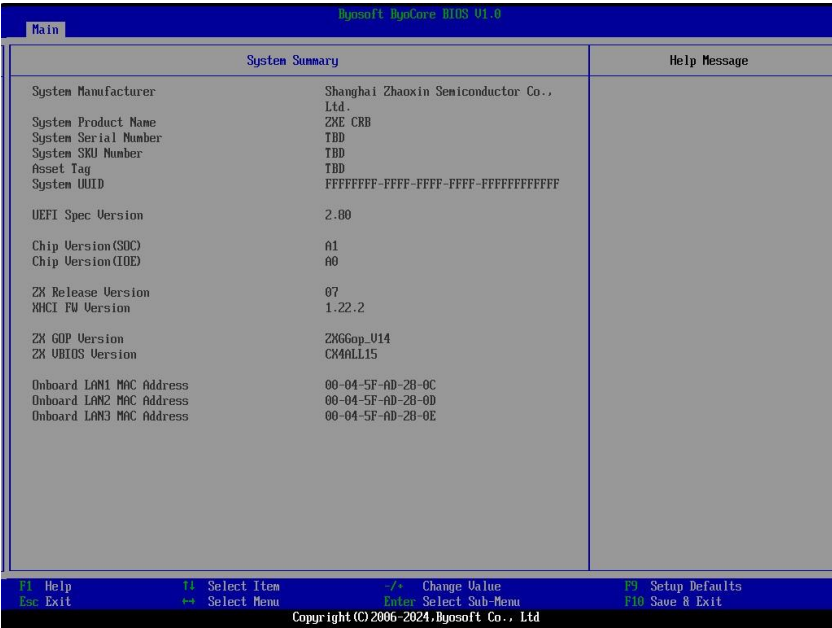 Byosoft ByoCore BIOS V1.0
Main
System Summary
Help Message
System Manufacturer Shanghai Zhaoxin Semiconductor Co.,
Ltd.
System Product Name ZXE CRB
System Serial Number TBD
System SKU Number TBD
Asset Tag TBD
System UUID FFFFFFFF-FFFF-FFFF-FFFF-FFFFFFFFFFFF
UEFI Spec Version 2.80
Chip Version(SOC) A1
Chip Version(IOE) A0
ZX Release Version 07
XHCI FW Version 1.22.2
ZX GOP Version ZXGGop_V14
ZX VBIOS Version CX4ALL15
Onboard LAN1 MAC Address 00-04-5F-AD-28-0C
Onboard LAN2 MAC Address 00-04-5F-AD-28-0D
Onboard LAN3 MAC Address 00-04-5F-AD-28-0E
F1 Help ↑↓ Select Item -/+ Change Value F9 Setup Defaults
Esc Exit ↔ Select Menu Enter Select Sub-Menu F10 Save & Exit
Copyright(C)2006-2024,Byosoft Co., Ltd